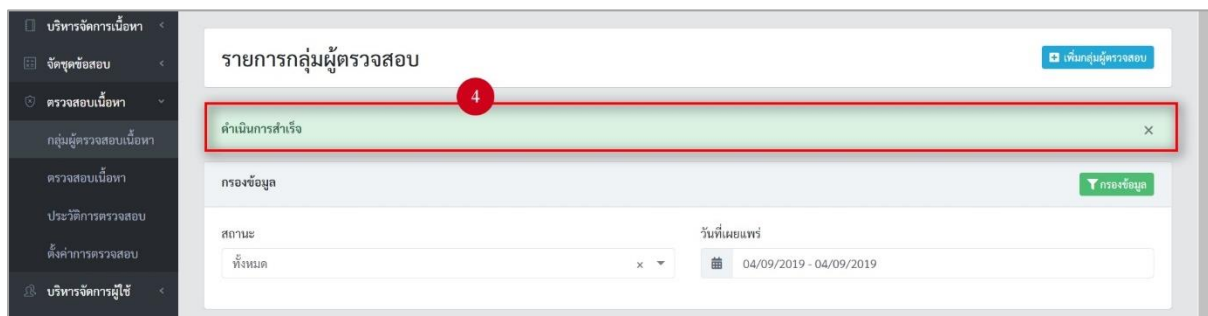 บริหารจัดการเนื้อหา
จัดชุดข้อสอบ
ตรวจสอบเนื้อหา
กลุ่มผู้ตรวจสอบเนื้อหา
ตรวจสอบเนื้อหา
ประวัติการตรวจสอบ
ตั้งค่าการตรวจสอบ
บริหารจัดการผู้ใช้
รายการกลุ่มผู้ตรวจสอบ
เพิ่มกลุ่มผู้ตรวจสอบ
4
ดำเนินการสำเร็จ ×
กรองข้อมูล
กรองข้อมูล
สถานะ
ทั้งหมด ×
วันที่เผยแพร่
04/09/2019 - 04/09/2019